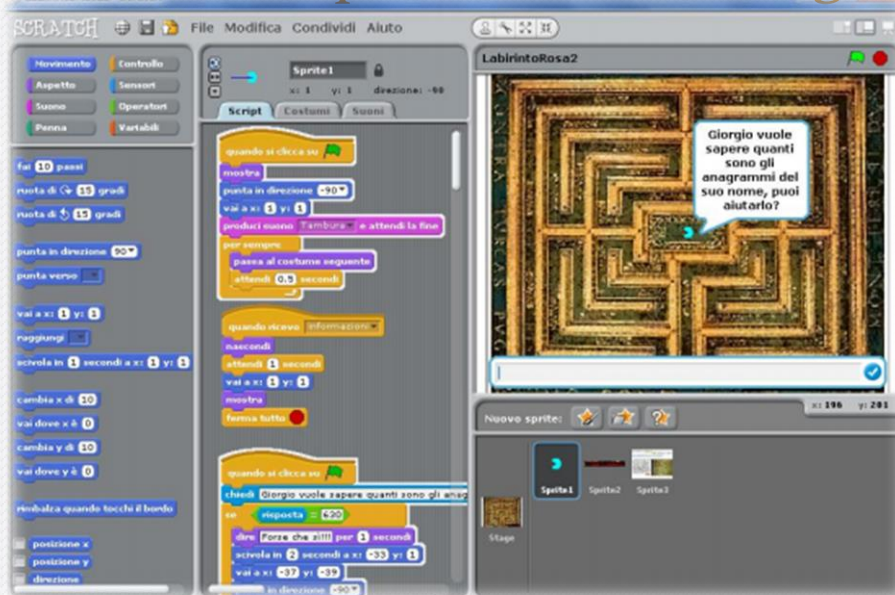 SCRATCH File Modifica Condividi Aiuto
Movimento Controllo
Aspetto Sensori
Suono Operatori
Penna Variabili
fai 10 passi
ruota di 15 gradi
ruota di 15 gradi
punta in direzione 90
punta verso
vai a x: 1 y: 1
raggiungi
scivola in 1 secondi a x: 1 y: 1
cambia x di 10
vai dove x è 0
cambia y di 10
vai dove y è 0
rimbalza quando tocchi il bordo
posizione x
posizione y
direzione
Sprite1
x: 1 y: 1 direzione: -90
Script Costumi Suoni
quando si clicca su
mostra
punta in direzione -90
vai a x: 1 y: 1
produci suono Tamburo e attendi la fine
per sempre
passa al costume seguente
attendi 0.5 secondi
quando ricevo informazioni
nascondi
attendi 1 secondi
vai a x: 1 y: 1
mostra
ferma tutto
quando si clicca su
chiedi Giorgio vuole sapere quanti sono gli anag
se risposta = 630
dire Forse che sì!!! per 1 secondi
scivola in 2 secondi a x: -33 y: 1
vai a x: -37 y: -39
in direzione -90
LabirintoRosa2
Giorgio vuole
sapere quanti
sono gli
anagrammi del
suo nome, puoi
aiutarlo?
x: 196 y: 201
Nuovo sprite:
Sprite1 Sprite2 Sprite3
Stage